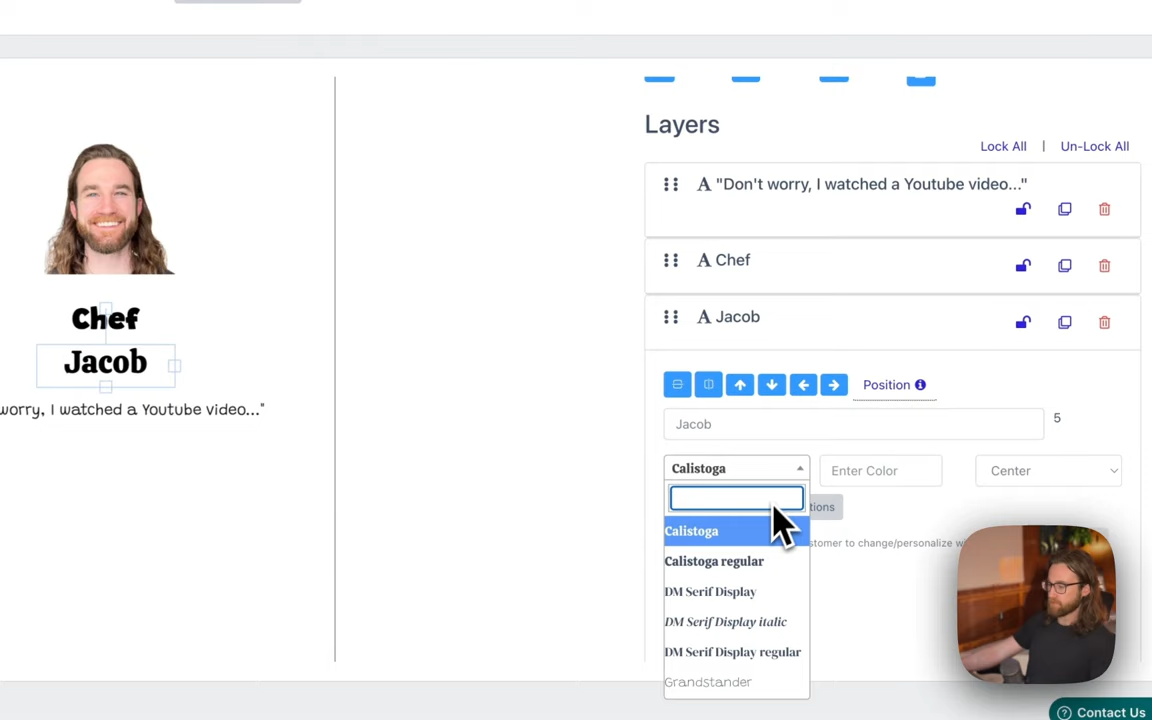 Layers
Lock All | Un-Lock All
"Don't worry, I watched a Youtube video..."
Chef
Jacob
Position
Jacob
5
Calistoga
Enter Color
Center
Calistoga
Calistoga regular
DM Serif Display
DM Serif Display italic
DM Serif Display regular
Grandstander
tions
stomer to change/personalize
Chef
Jacob
worry, I watched a Youtube video..."
Contact Us